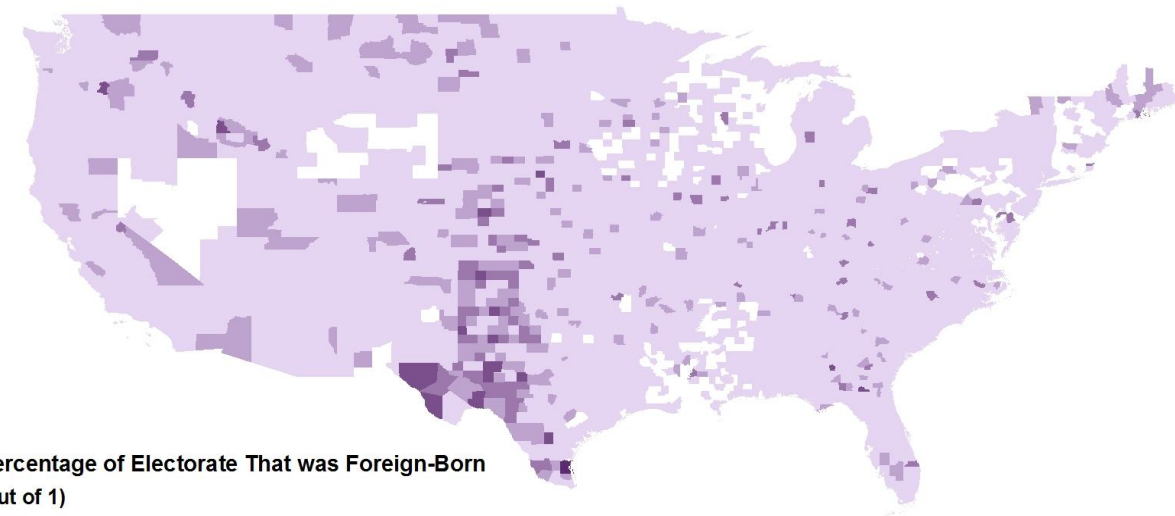 ercentage of Electorate That was Foreign-Born
ut of 1)